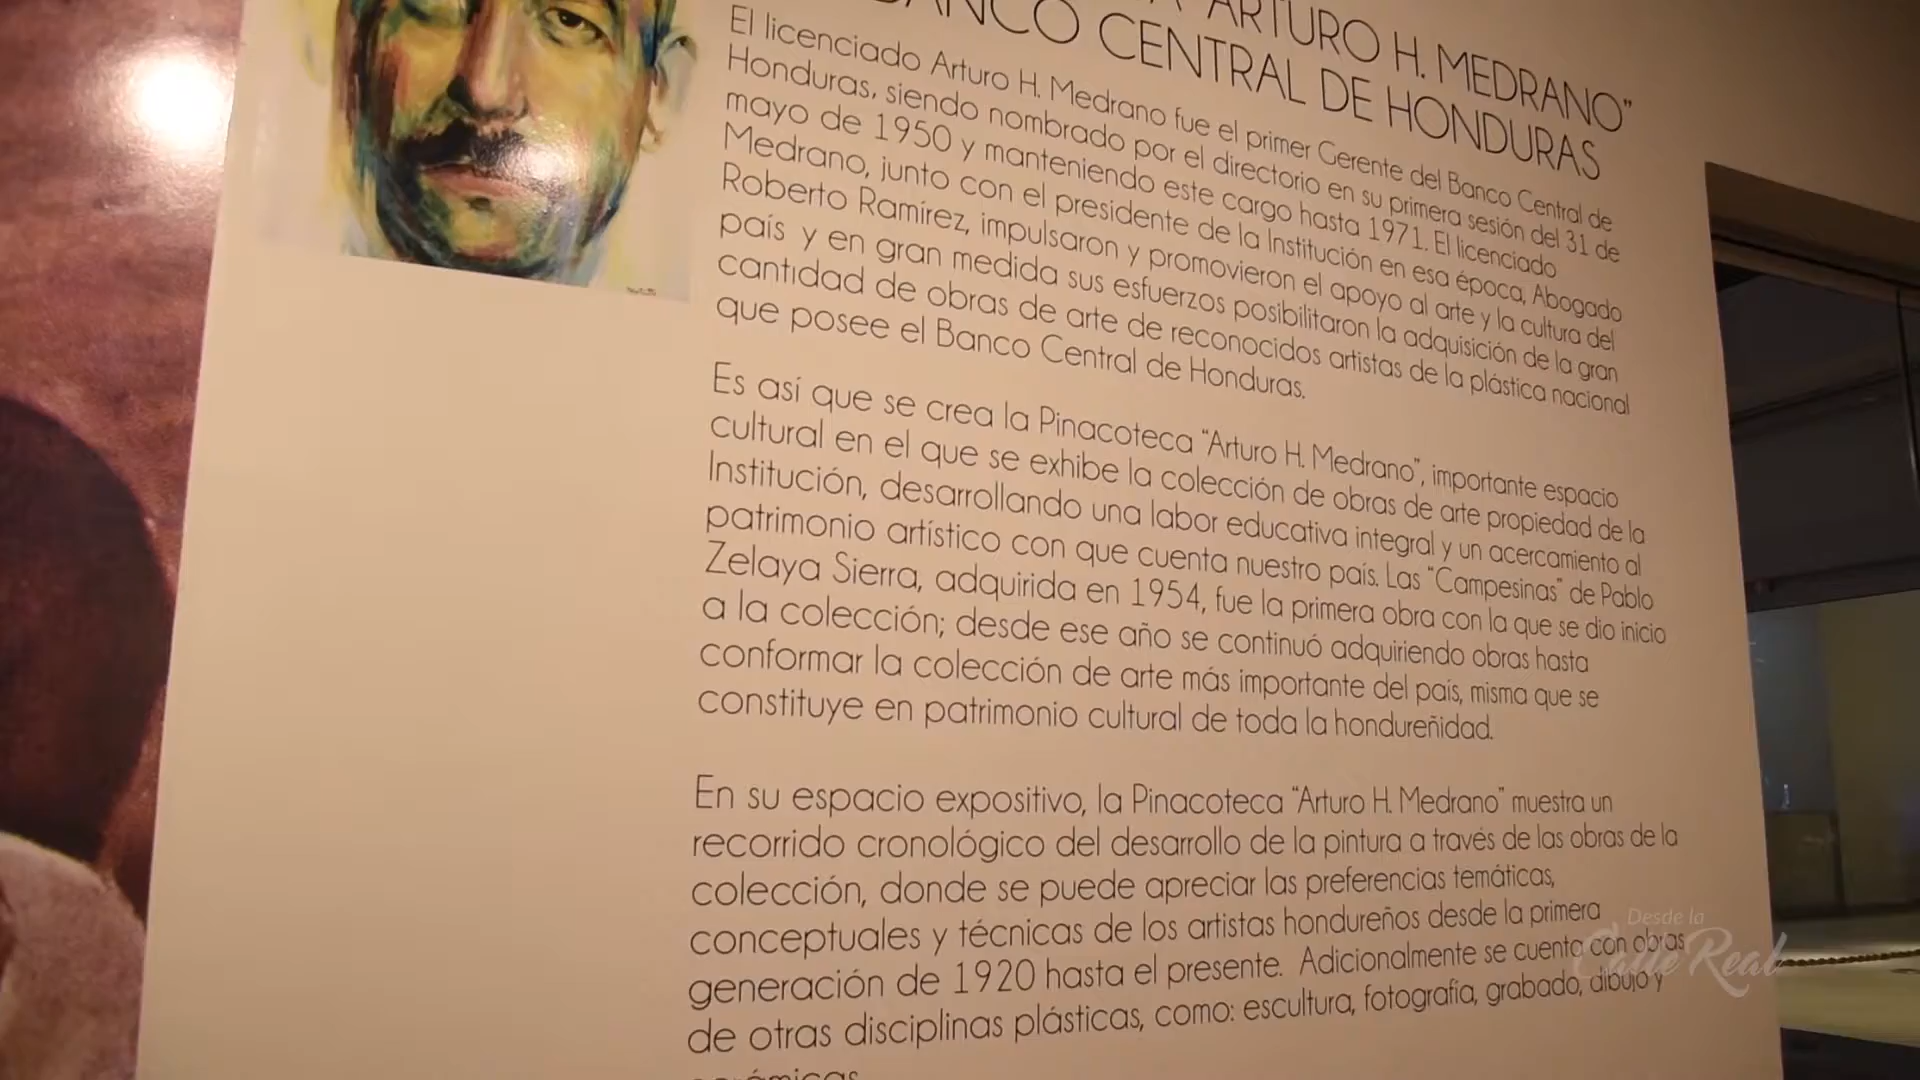 ARTURO H. MEDRANO"
BANCO CENTRAL DE HONDURAS
El licenciado Arturo H. Medrano fue el primer Gerente del Banco Central de
Honduras, siendo nombrado por el directorio en su primera sesión del 31 de
mayo de 1950 y manteniendo este cargo hasta 1971. El licenciado
Medrano, junto con el presidente de la Institución en esa época, Abogado
Roberto Ramírez, impulsaron y promovieron el apoyo al arte y la cultura del
país y en gran medida sus esfuerzos posibilitaron la adquisición de la gran
cantidad de obras de arte de reconocidos artistas de la plástica nacional
que posee el Banco Central de Honduras.
Es así que se crea la Pinacoteca "Arturo H. Medrano", importante espacio
cultural en el que se exhibe la colección de obras de arte propiedad de la
Institución, desarrollando una labor educativa integral y un acercamiento al
patrimonio artístico con que cuenta nuestro país. Las "Campesinas" de Pablo
Zelaya Sierra, adquirida en 1954, fue la primera obra con la que se dio inicio
a la colección; desde ese año se continuó adquiriendo obras hasta
conformar la colección de arte más importante del país, misma que se
constituye en patrimonio cultural de toda la hondureñidad.
En su espacio expositivo, la Pinacoteca "Arturo H. Medrano" muestra un
recorrido cronológico del desarrollo de la pintura a través de las obras de la
colección, donde se puede apreciar las preferencias temáticas,
conceptuales y técnicas de los artistas hondureños desde la primera
generación de 1920 hasta el presente. Adicionalmente se cuenta con obras
de otras disciplinas plásticas, como: escultura, fotografía, grabado, dibujo y
Desde la
Calle Real